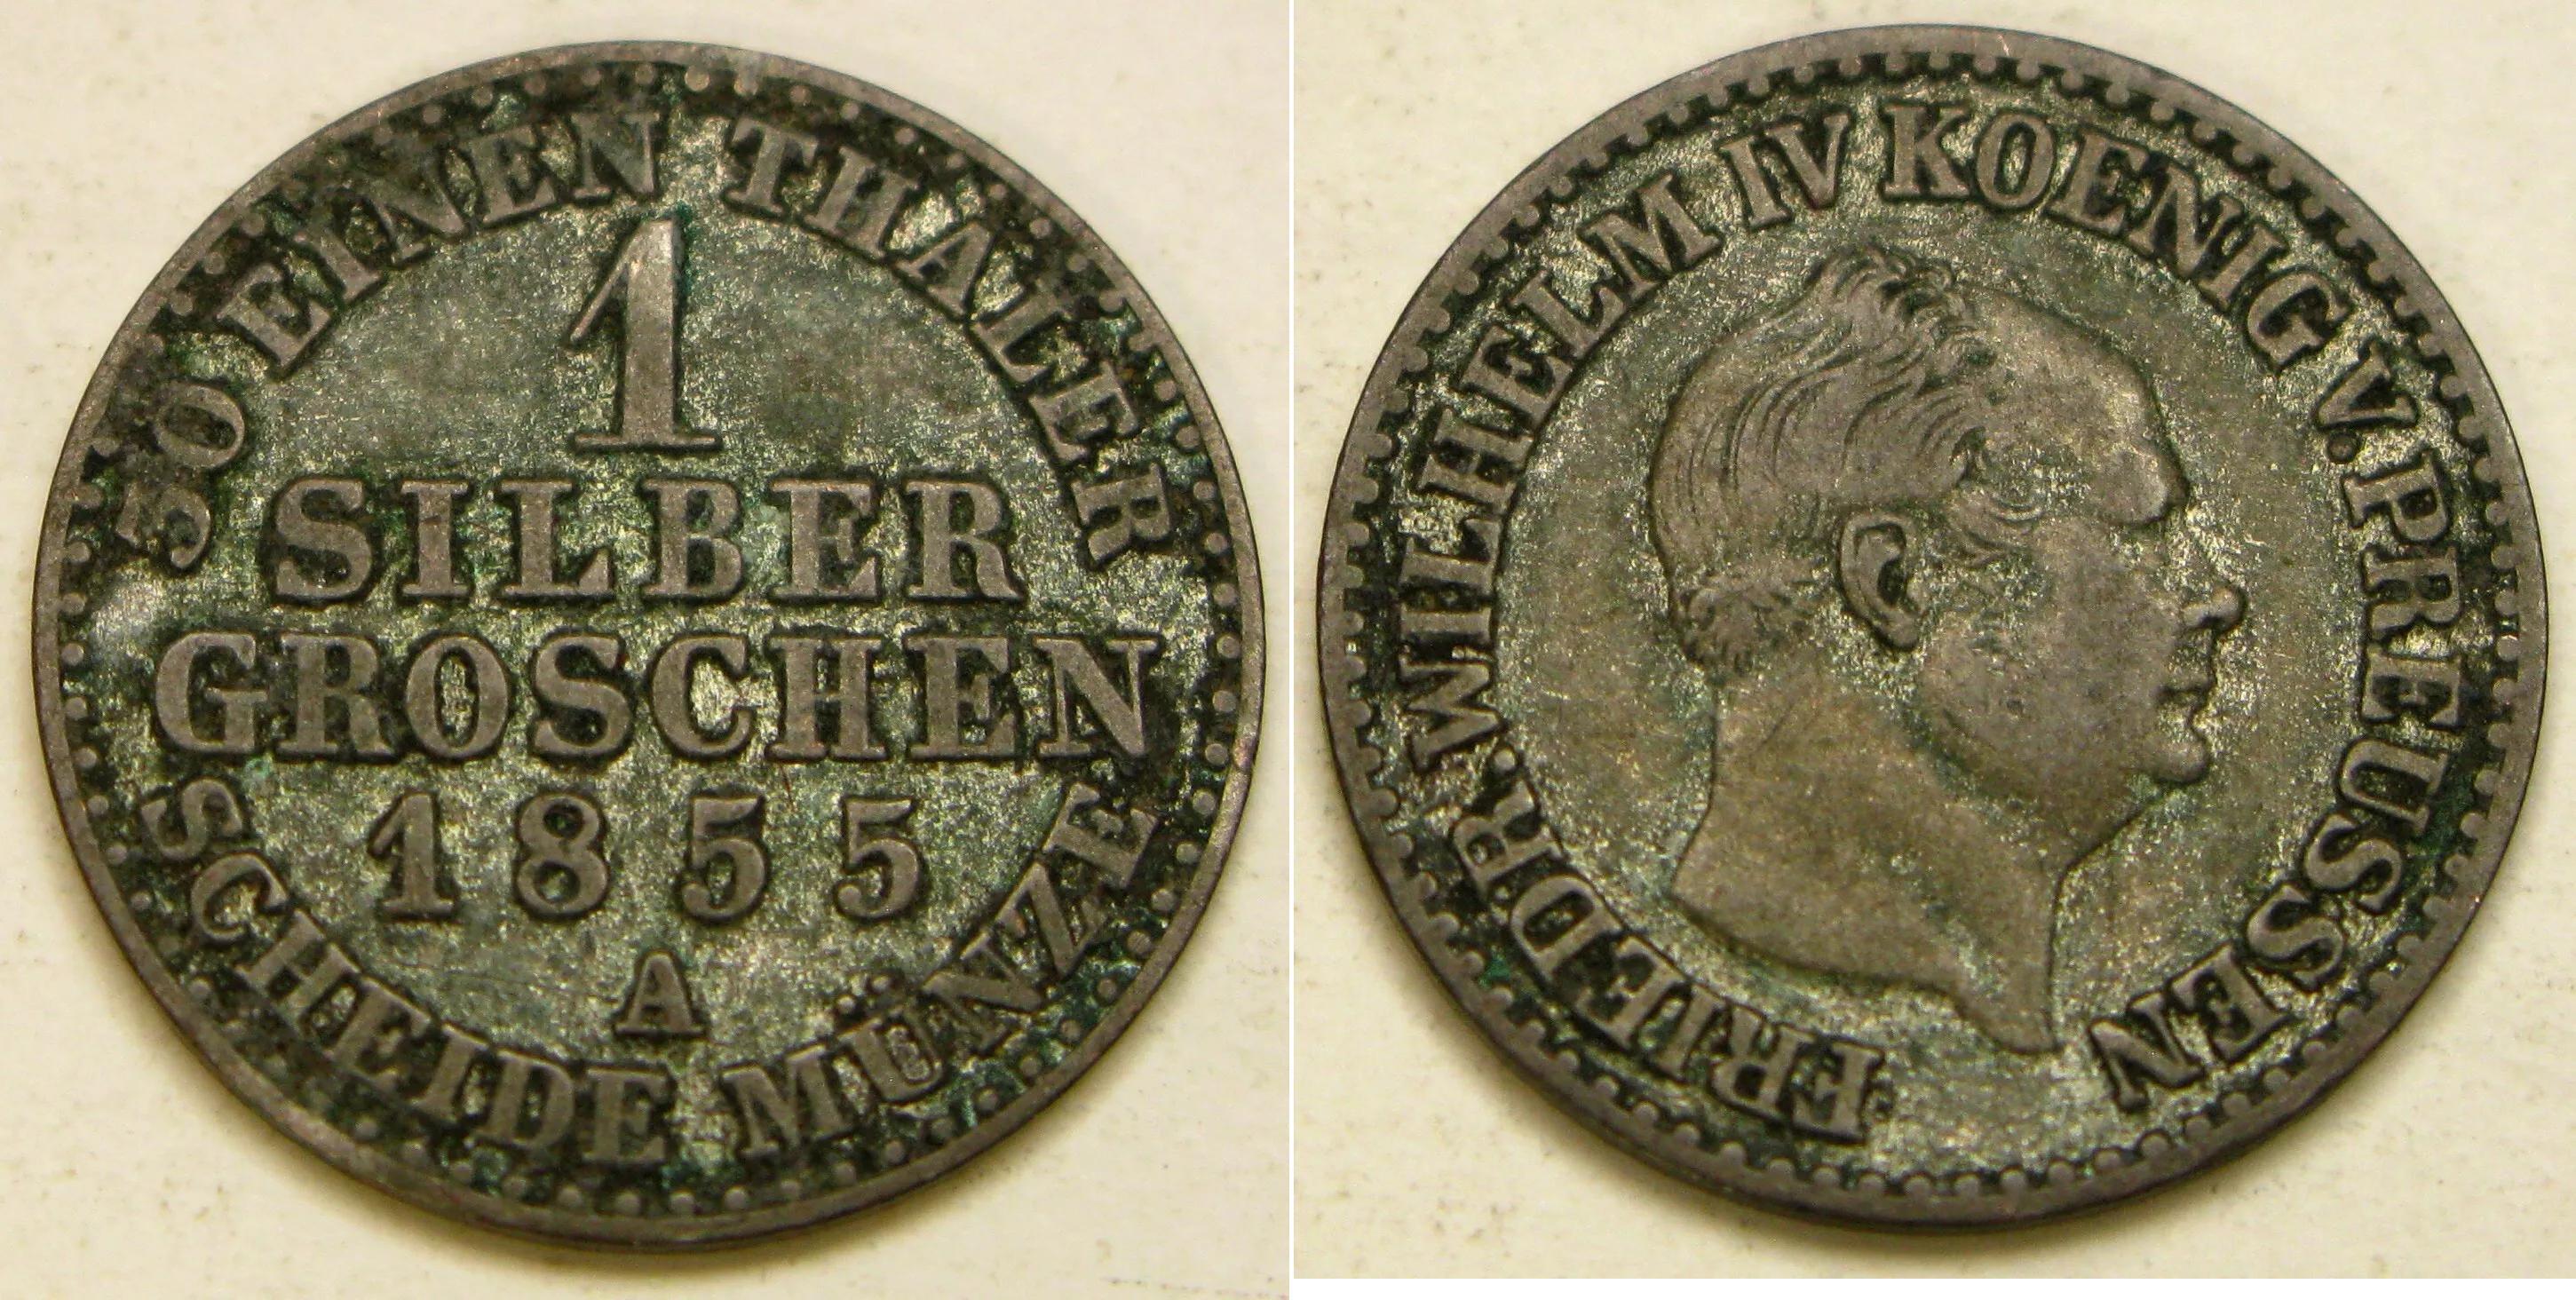 30 EINEN THALER
1
SILBER
GROSCHEN
1855
A
SCHEIDE MÜNZE
FRIEDR. WILHELM IV KOENIG V. PREUSSEN